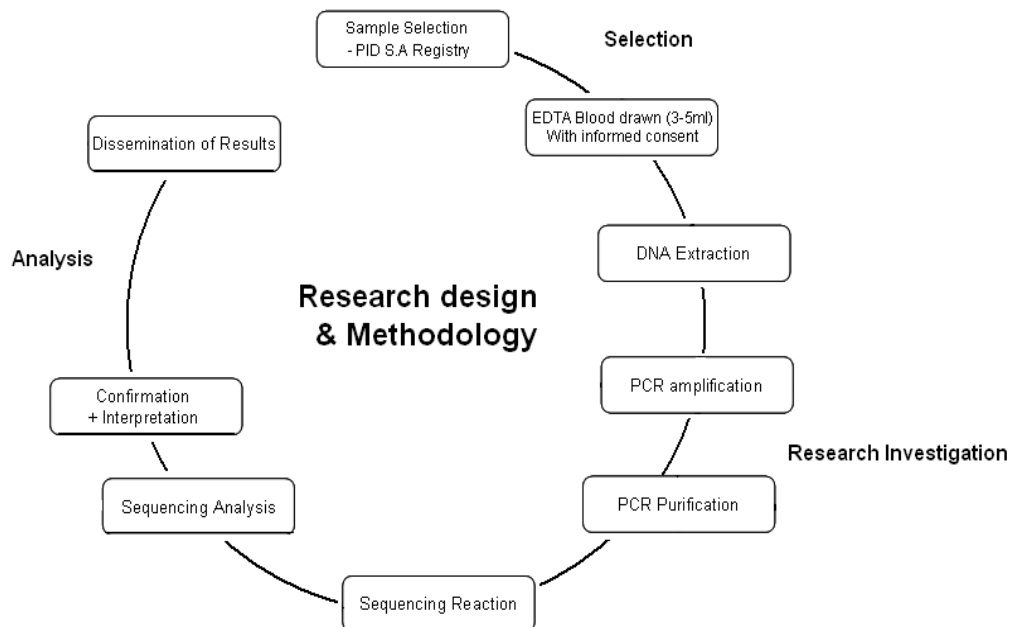 Sample Selection
- PID S.A Registry
Selection
EDTA Blood drawn (3-5ml)
With informed consent
DNA Extraction
PCR amplification
Research Investigation
PCR Purification
Sequencing Reaction
Sequencing Analysis
Confirmation
+ Interpretation
Analysis
Dissemination of Results
Research design
& Methodology